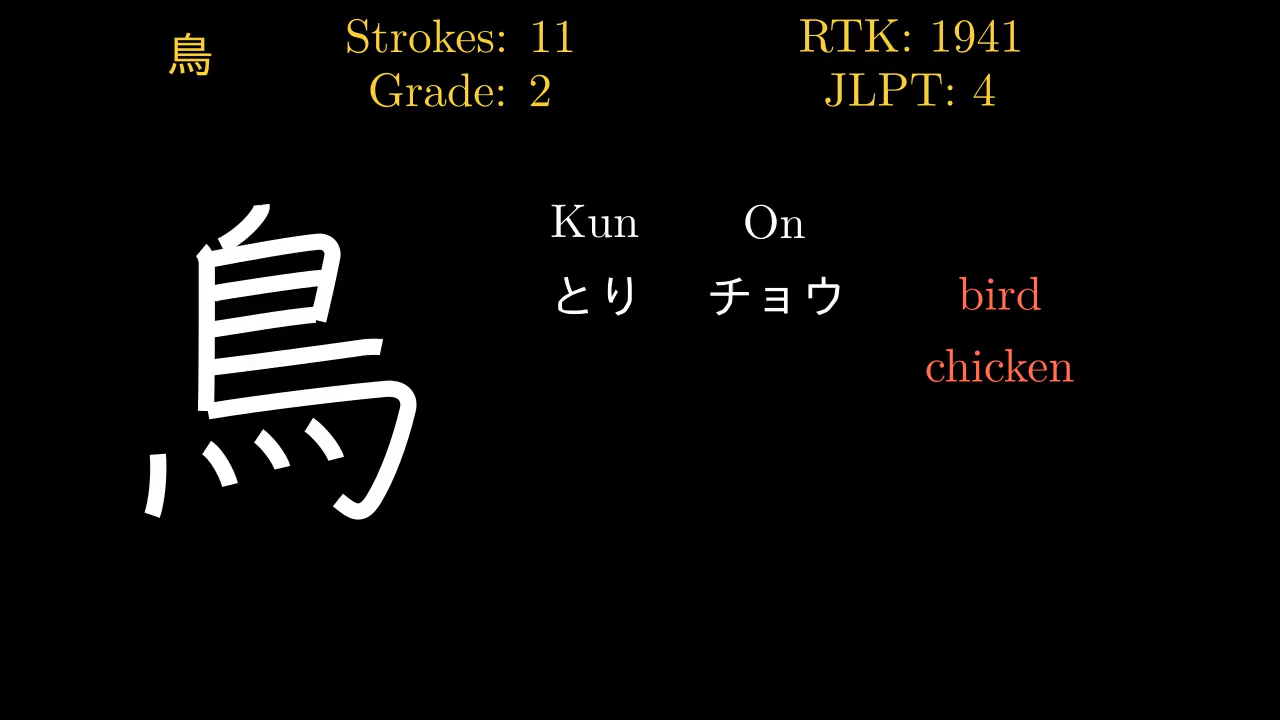 鳥
Strokes: 11
Grade: 2
RTK: 1941
JLPT: 4
鳥
Kun On
とり チョウ bird
chicken